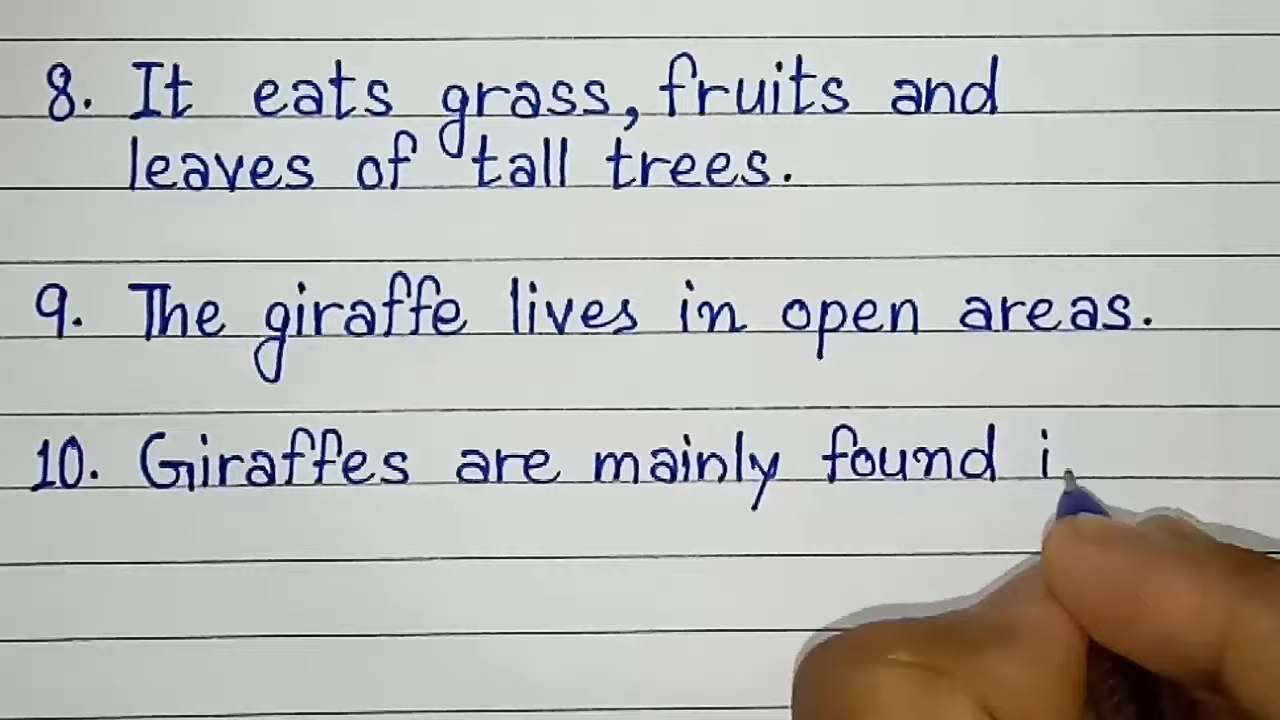 8. It eats grass, fruits and
leaves of tall trees.
9. The giraffe lives in open areas.
10. Giraffes are mainly found i